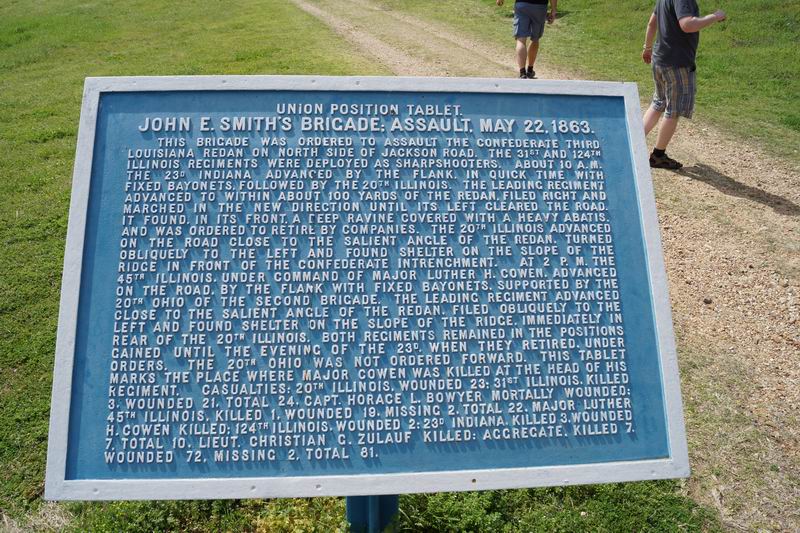 UNION POSITION TABLET.
JOHN E. SMITH'S BRIGADE; ASSAULT, MAY 22, 1863.
THIS BRIGADE WAS ORDERED TO ASSAULT THE CONFEDERATE THIRD
LOUISIANA REDAN ON NORTH SIDE OF JACKSON ROAD. THE 31ST AND 124TH
ILLINOIS REGIMENTS WERE DEPLOYED AS SHARPSHOOTERS. ABOUT 10 A.M.
THE 23D INDIANA ADVANCED BY THE FLANK, IN QUICK TIME WITH
FIXED BAYONETS, FOLLOWED BY THE 20TH ILLINOIS. THE LEADING REGIMENT
ADVANCED TO WITHIN ABOUT 100 YARDS OF THE REDAN, FILED RIGHT AND
MARCHED IN THE NEW DIRECTION UNTIL ITS LEFT CLEARED THE ROAD.
IT FOUND, IN ITS FRONT, A DEEP RAVINE COVERED WITH A HEAVY ABATIS,
AND WAS ORDERED TO RETIRE BY COMPANIES. THE 20TH ILLINOIS ADVANCED
ON THE ROAD CLOSE TO THE SALIENT ANGLE OF THE REDAN, TURNED
OBLIQUELY TO THE LEFT AND FOUND SHELTER ON THE SLOPE OF THE
RIDGE IN FRONT OF THE CONFEDERATE INTRENCHMENT. AT 2 P. M. THE
45TH ILLINOIS, UNDER COMMAND OF MAJOR LUTHER H. COWEN, ADVANCED
ON THE ROAD, BY THE FLANK WITH FIXED BAYONETS, SUPPORTED BY THE
20TH OHIO OF THE SECOND BRIGADE. THE LEADING REGIMENT ADVANCED
CLOSE TO THE SALIENT ANGLE OF THE REDAN, FILED OBLIQUELY TO THE
LEFT AND FOUND SHELTER ON THE SLOPE OF THE RIDGE, IMMEDIATELY IN
REAR OF THE 20TH ILLINOIS. BOTH REGIMENTS REMAINED IN THE POSITIONS
GAINED UNTIL THE EVENING OF THE 23D, WHEN THEY RETIRED, UNDER
ORDERS. THE 20TH OHIO WAS NOT ORDERED FORWARD. THIS TABLET
MARKS THE PLACE WHERE MAJOR COWEN WAS KILLED AT THE HEAD OF HIS
REGIMENT. CASUALTIES: 20TH ILLINOIS, WOUNDED 23; 31ST ILLINOIS, KILLED
3, WOUNDED 21, TOTAL 24, CAPT. HORACE L. BOWYER MORTALLY WOUNDED;
45TH ILLINOIS, KILLED 1, WOUNDED 19, MISSING 2, TOTAL 22, MAJOR LUTHER
H. COWEN KILLED; 124TH ILLINOIS, WOUNDED 2; 23D INDIANA, KILLED 3, WOUNDED
7, TOTAL 10, LIEUT. CHRISTIAN G. ZULAUF KILLED; AGGREGATE, KILLED 7,
WOUNDED 72, MISSING 2, TOTAL 81.